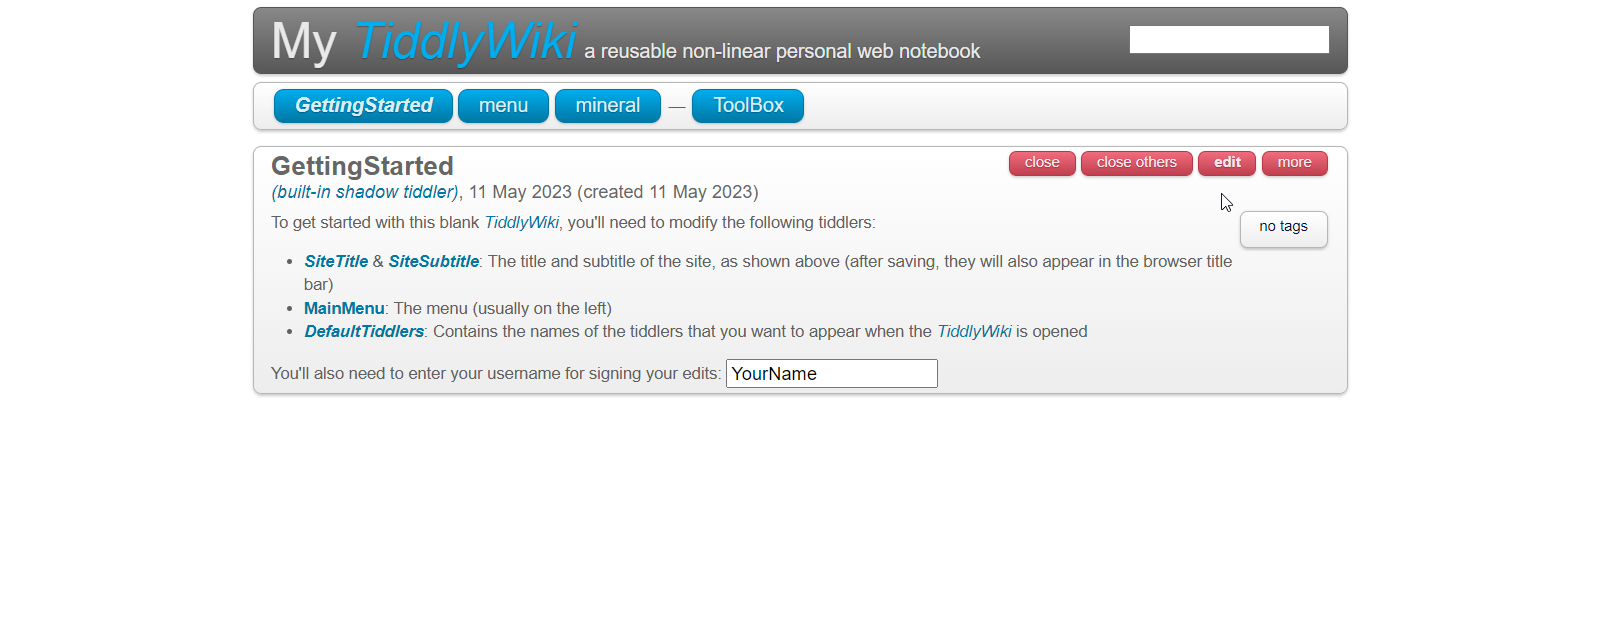 My TiddlyWiki a reusable non-linear personal web notebook
GettingStarted menu mineral — ToolBox
GettingStarted close close others edit more
(built-in shadow tiddler), 11 May 2023 (created 11 May 2023)
To get started with this blank TiddlyWiki, you'll need to modify the following tiddlers: no tags
• SiteTitle & SiteSubtitle: The title and subtitle of the site, as shown above (after saving, they will also appear in the browser title
bar)
• MainMenu: The menu (usually on the left)
• DefaultTiddlers: Contains the names of the tiddlers that you want to appear when the TiddlyWiki is opened
You'll also need to enter your username for signing your edits: YourName